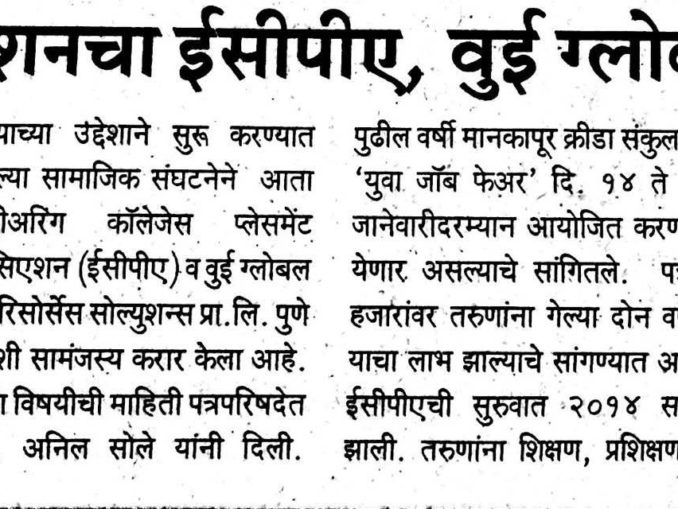 शनचा ईसीपीए, वुई ग्लो
याच्या उद्देशाने सुरू करण्यात
ल्या सामाजिक संघटनेने आता
ीअरिंग कॉलेजेस प्लेसमेंट
सिएशन (ईसीपीए) व वुई ग्लोबल
रिसोर्सेस सोल्युशन्स प्रा.लि. पुणे
शी सामंजस्य करार केला आहे.
विषयीची माहिती पत्रपरिषदेत
अनिल सोले यांनी दिली.
पुढील वर्षी मानकापूर क्रीडा संकुल
'युवा जॉब फेअर' दि. १४ ते
जानेवारीदरम्यान आयोजित करण
येणार असल्याचे सांगितले.
हजारांवर तरुणांना गेल्या दोन व
याचा लाभ झाल्याचे सांगण्यात अ
ईसीपीएची सुरुवात २०१४ स
झाली. तरुणांना शिक्षण, प्रशिक्षण